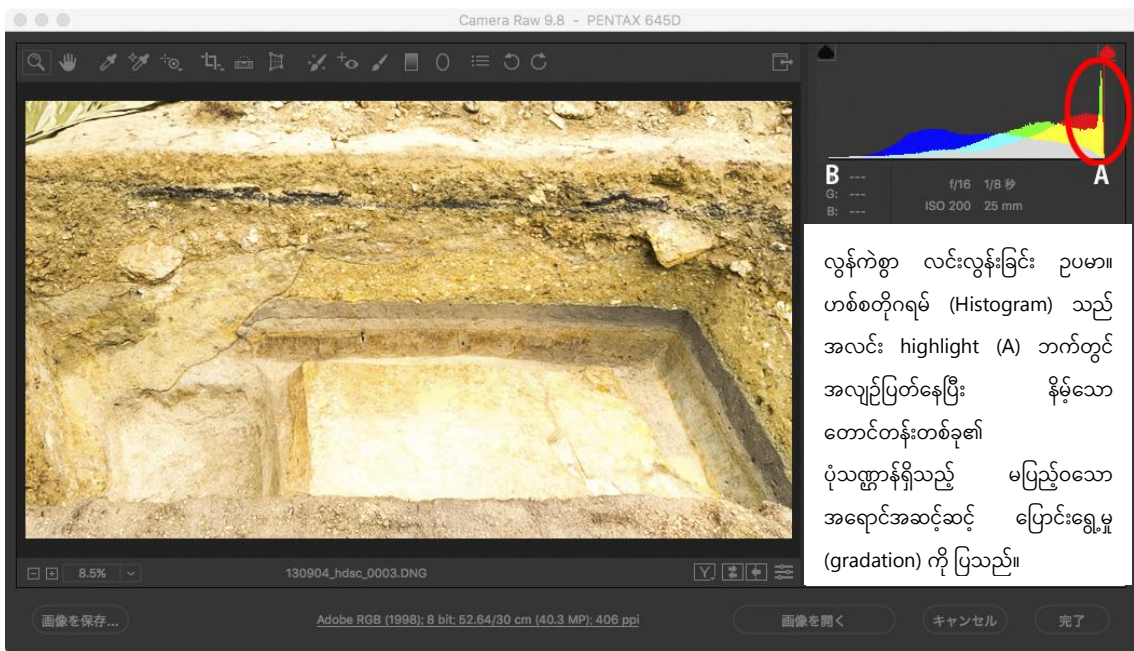 Camera Raw 9.8 - PENTAX 645D
A
B ---
G: ---
B: ---
f/16 1/8 秒
ISO 200 25 mm
လွန်ကဲစွာ လင်းလွန်းခြင်း ဥပမာ။
ဟစ်စတိုဂရမ် (Histogram) သည်
အလင်း highlight (A) ဘက်တွင်
အလျဉ်ပြတ်နေပြီး နိမ့်သော
တောင်တန်းတစ်ခု၏
ပုံသဏ္ဌာန်ရှိသည့် မပြည့်ဝသော
အရောင်အဆင့်ဆင့် ပြောင်းရွှေ့မှု
(gradation) ကို ပြသည်။
8.5%
130904_hdsc_0003.DNG
Y
画像を保存...
Adobe RGB (1998); 8 bit; 52.64/30 cm (40.3 MP); 406 ppi
画像を開く
キャンセル
完了